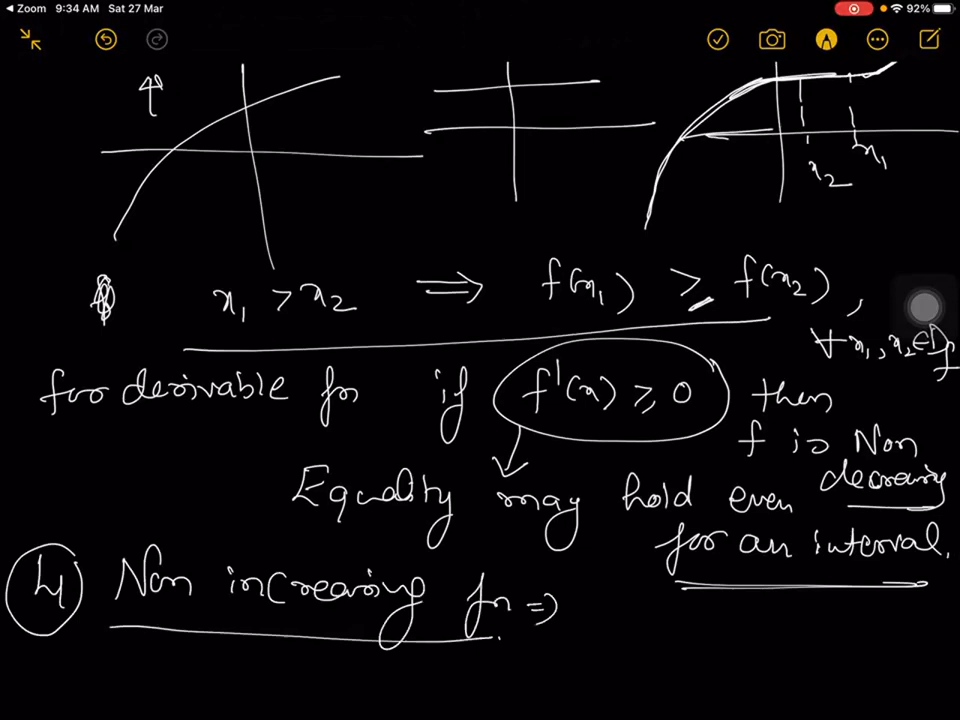 Zoom 9:34 AM Sat 27 Mar 92%
x₂ x₁
x₁ > x₂ ⟹ f(x₁) ≥ f(x₂),
∀ x₁, x₂ ∈ Df
for derivable fn if f'(x) ≥ 0 then
f is Non
decreasing
Equality may hold even
for an interval.
4) Non increasing fn ⇒